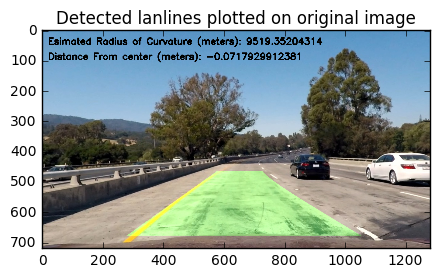 Detected lanlines plotted on original image
Esimated Radius of Curvature (meters): 9519.35204314
Distance From center (meters): -0.0717929912381
0
100
200
300
400
500
600
700
0 200 400 600 800 1000 1200